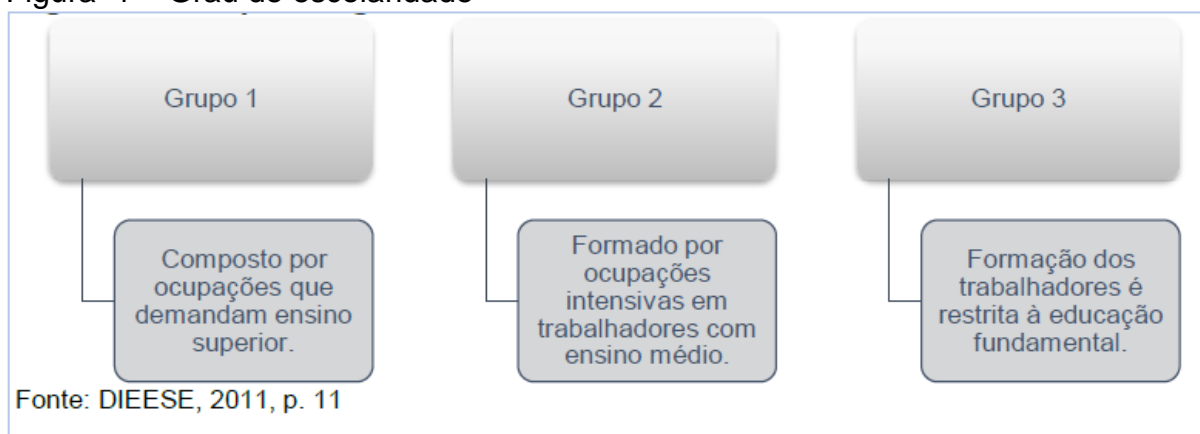 Grupo 1
Grupo 2
Grupo 3
Composto por
ocupações que
demandam ensino
superior.
Formado por
ocupações
intensivas em
trabalhadores com
ensino médio.
Formação dos
trabalhadores é
restrita à educação
fundamental.
Fonte: DIEESE, 2011, p. 11